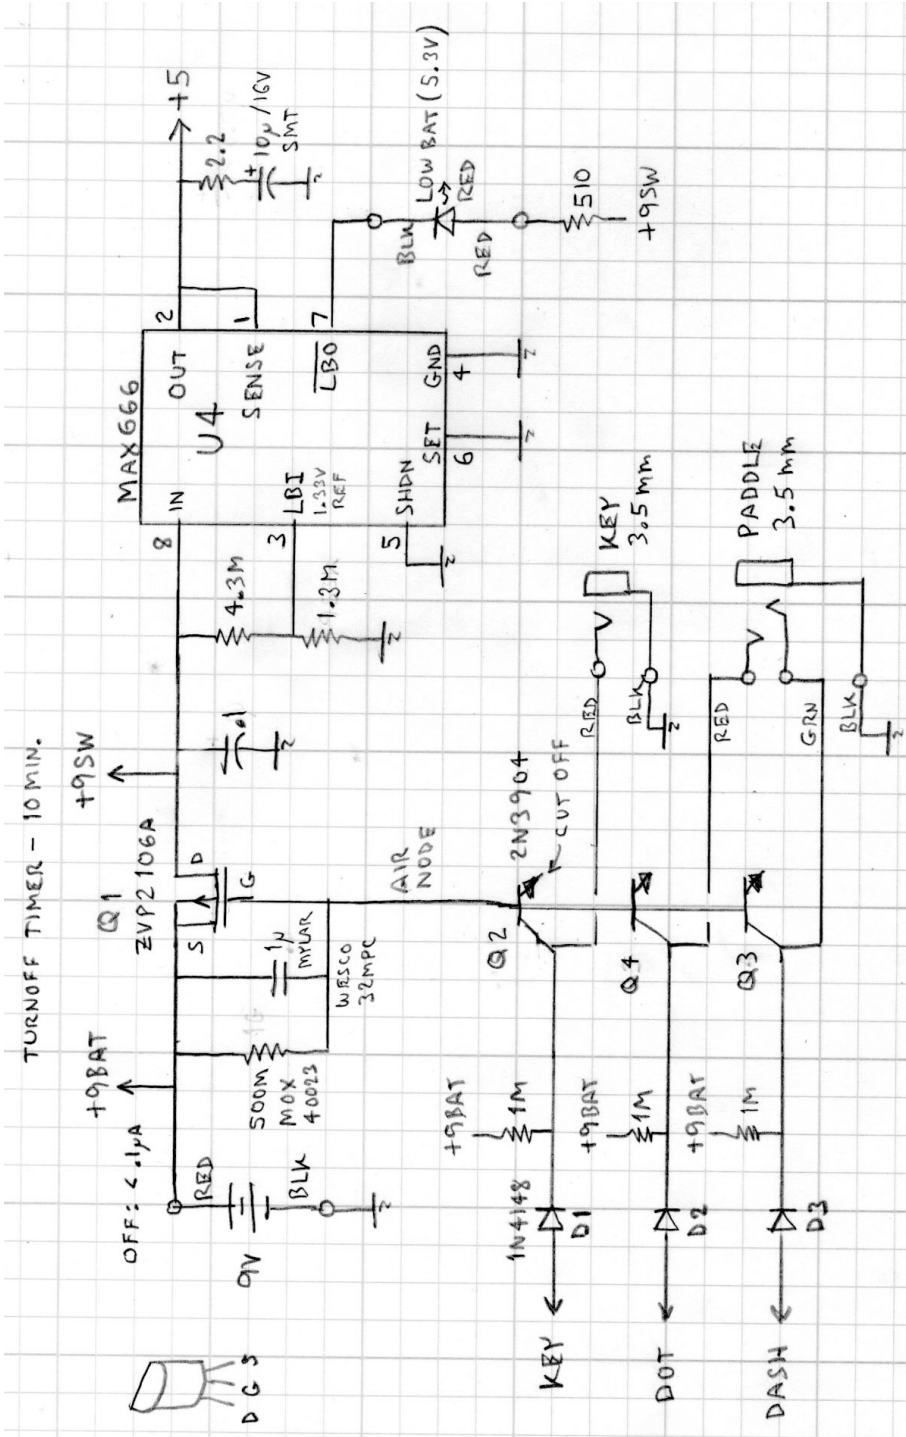 TURNOFF TIMER - 10 MIN.
OFF: <.1µA
+9BAT
Q1
ZVP2106A
+9SW
MAX666
+5
2.2
10µ/16V
SMT
+
S
D
G
.1
8
IN
OUT
2
U4
SENSE
1
4.3M
3
LBI
1.33V
REF
LBO
7
1.3M
5
SHDN
SET
6
GND
4
LOW BAT (5.3V)
RED
BLK
RED
510
+9SW
RED
9V
BLK
500M
MOX
40023
1G
1µ
MYLAR
WESCO
32MPC
AIR
NODE
D G S
KEY
1N4148
D1
+9BAT
1M
Q2
2N3904
CUT OFF
RED
BLK
KEY
3.5mm
DOT
D2
+9BAT
1M
Q4
RED
PADDLE
3.5mm
DASH
D3
+9BAT
1M
Q3
GRN
BLK